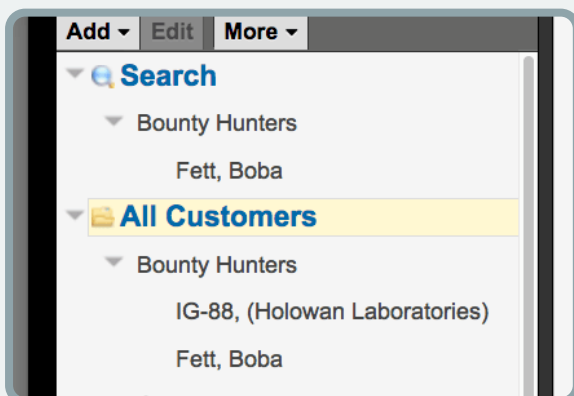 Add Edit More
Search
Bounty Hunters
Fett, Boba
All Customers
Bounty Hunters
IG-88, (Holowan Laboratories)
Fett, Boba